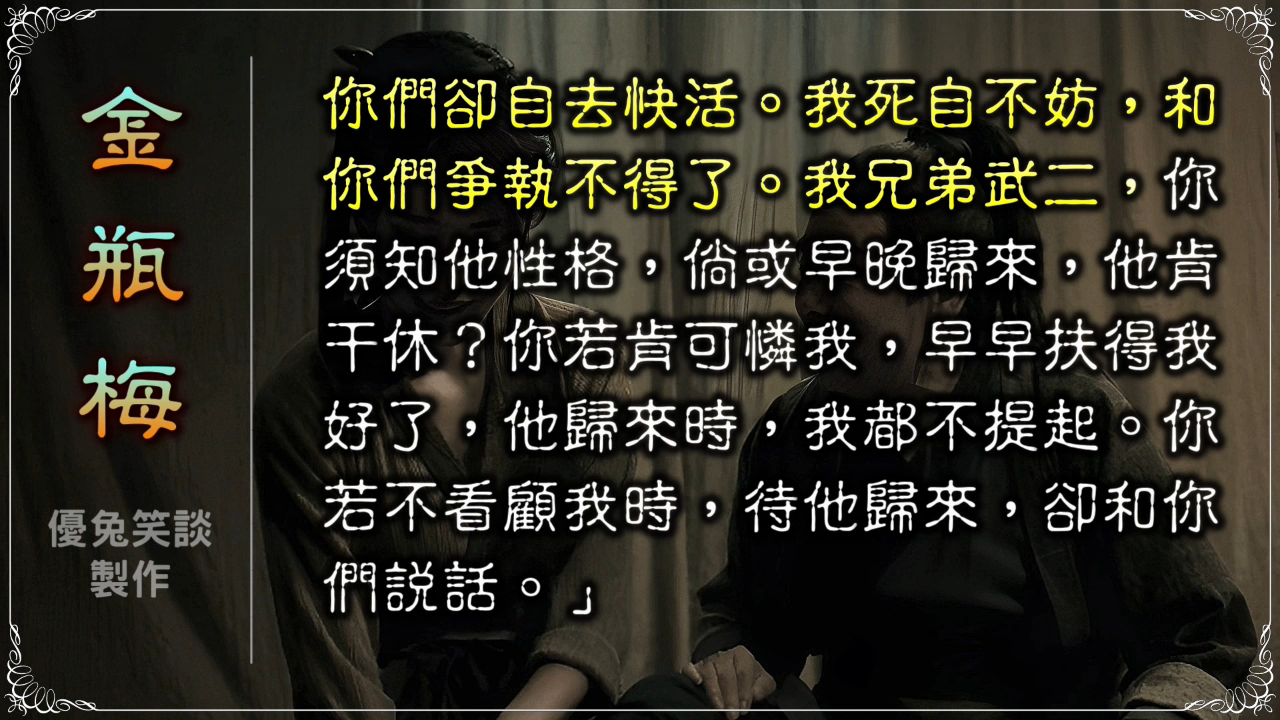 金瓶梅
優兔笑談
製作
你們卻自去快活。我死自不妨，和
你們爭執不得了。我兄弟武二，你
須知他性格，倘或早晚歸來，他肯
干休？你若肯可憐我，早早扶得我
好了，他歸來時，我都不提起。你
若不看顧我時，待他歸來，卻和你
們説話。」